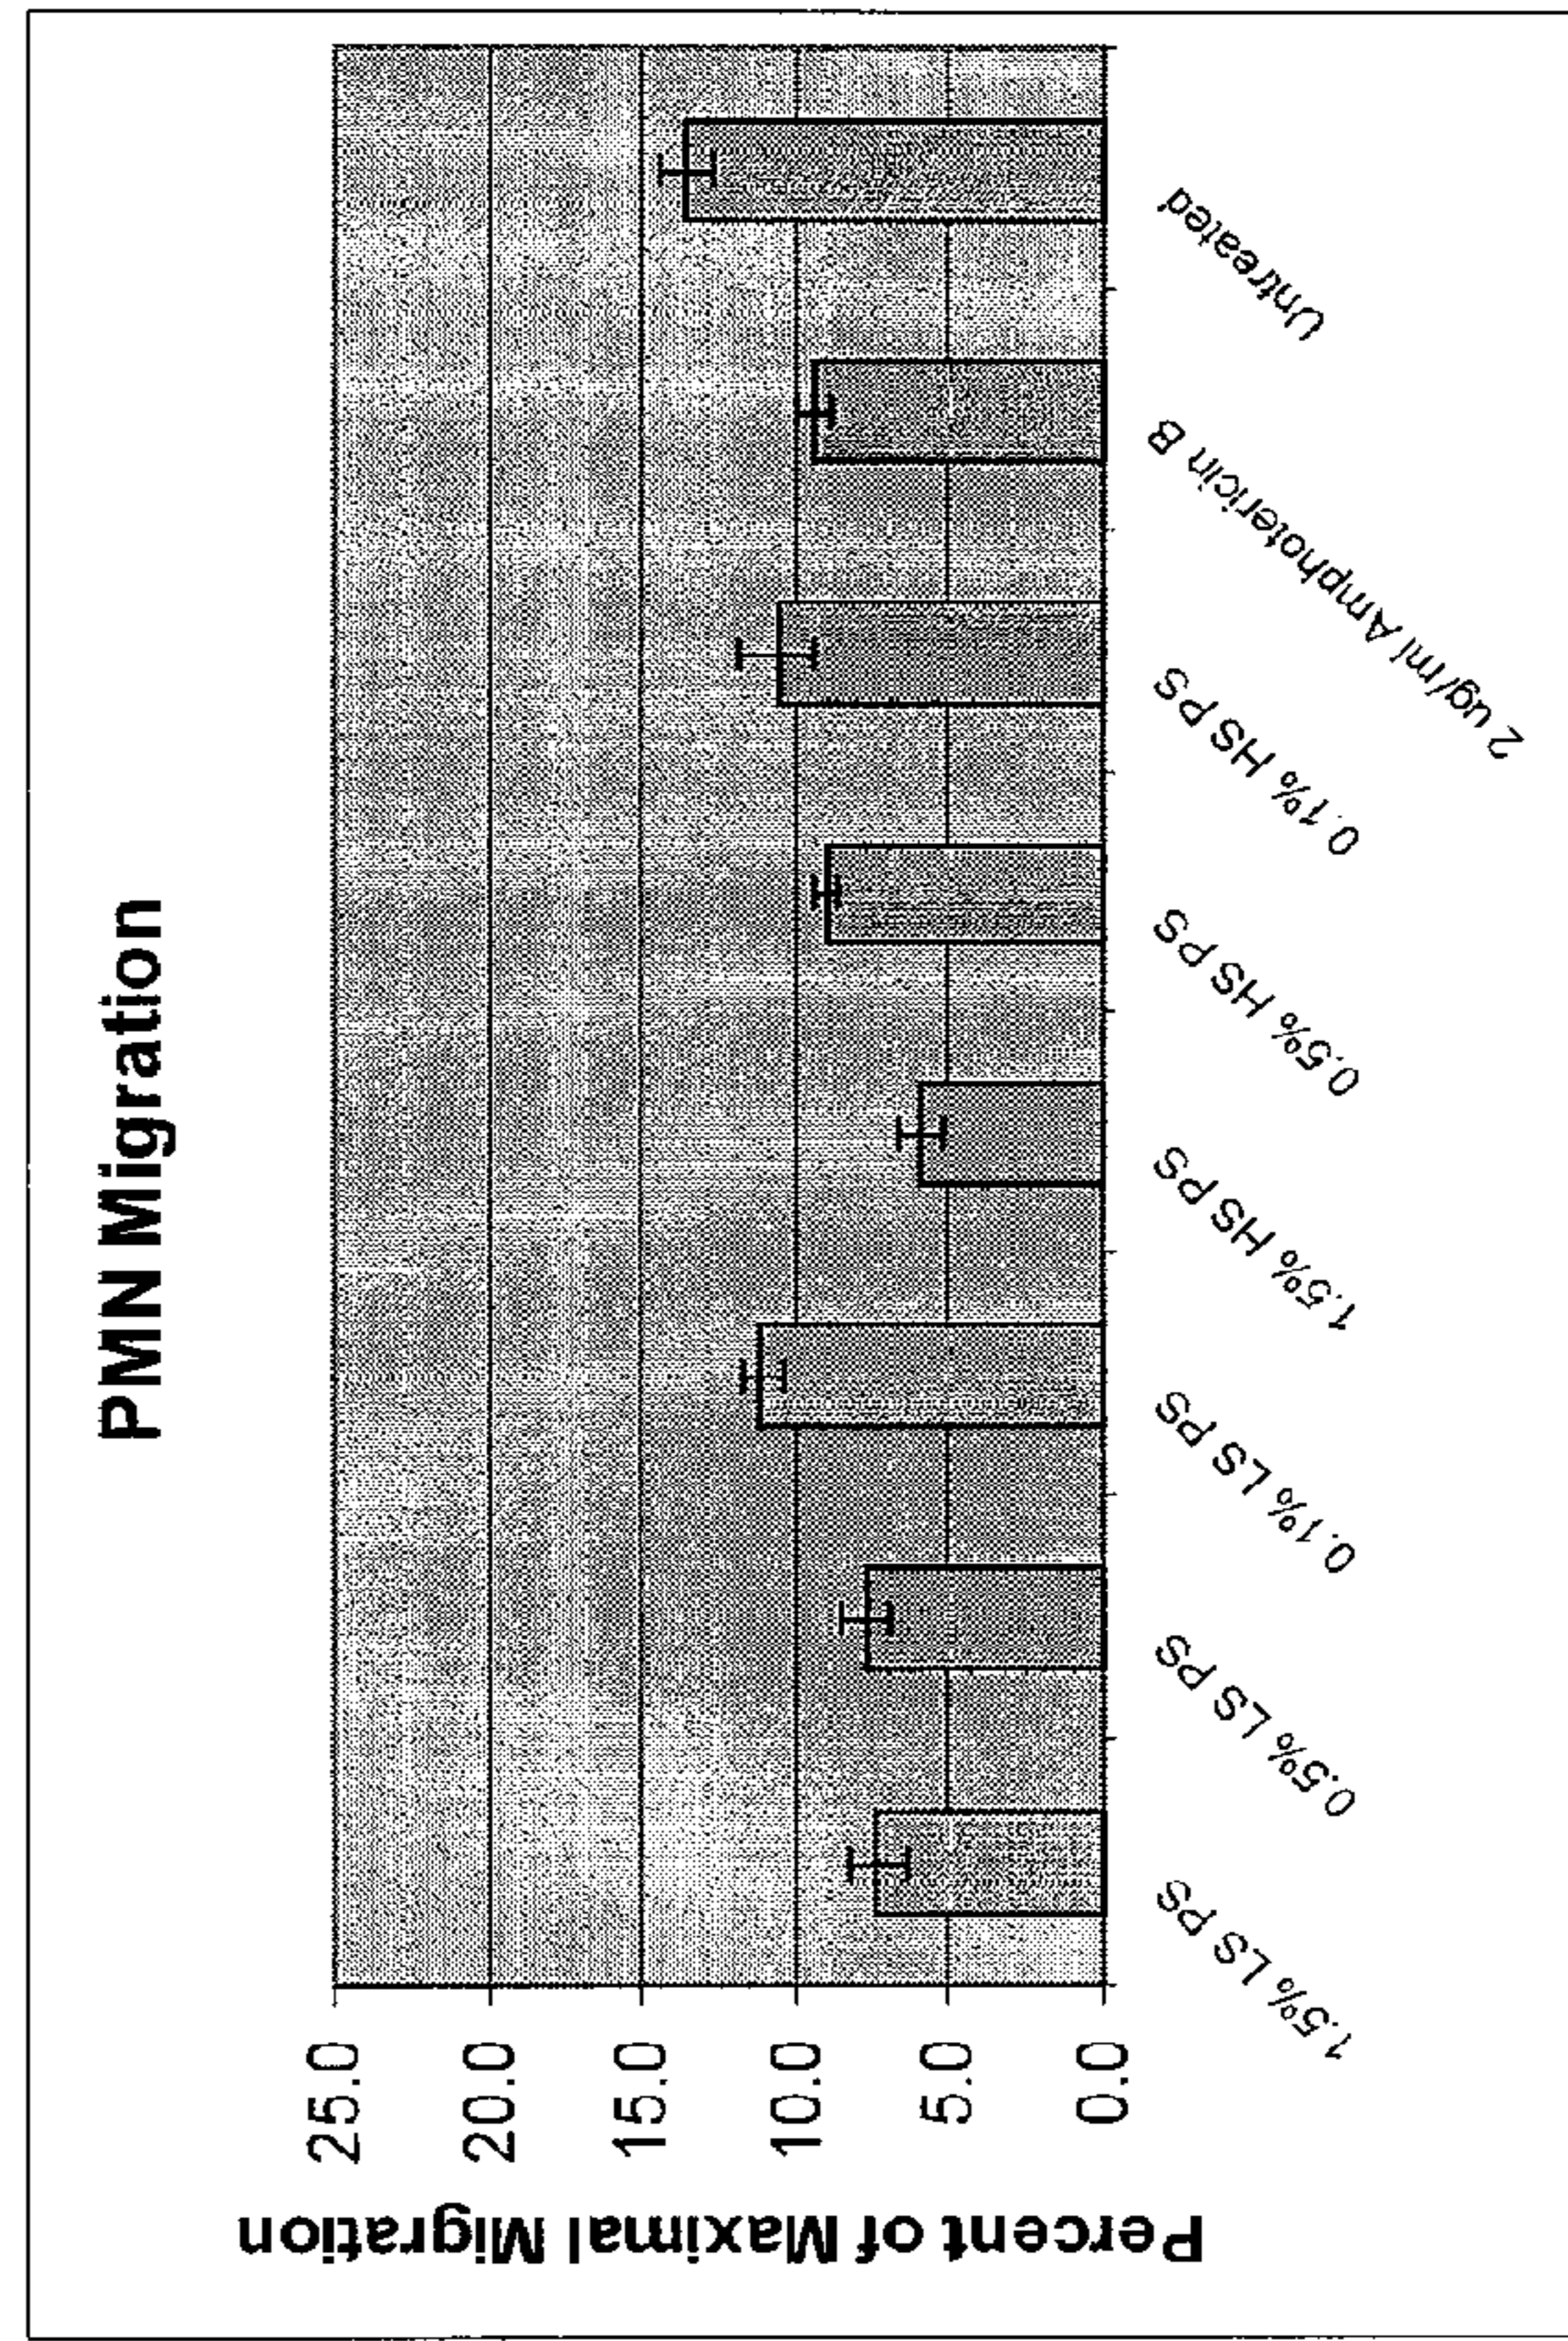 PMN Migration
Percent of Maximal Migration
25.0
20.0
15.0
10.0
5.0
0.0
1.5% LS PS
0.5% LS PS
0.1% LS PS
1.5% HS PS
0.5% HS PS
0.1% HS PS
2 ug/ml Amphotericin B
Untreated